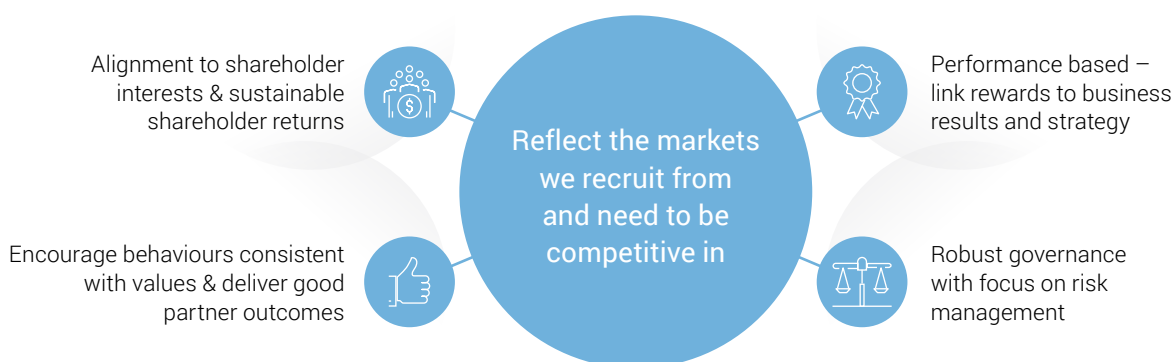 Alignment to shareholder
interests & sustainable
shareholder returns
$
Encourage behaviours consistent
with values & deliver good
partner outcomes
Reflect the markets
we recruit from
and need to be
competitive in
Performance based –
link rewards to business
results and strategy
Robust governance
with focus on risk
management